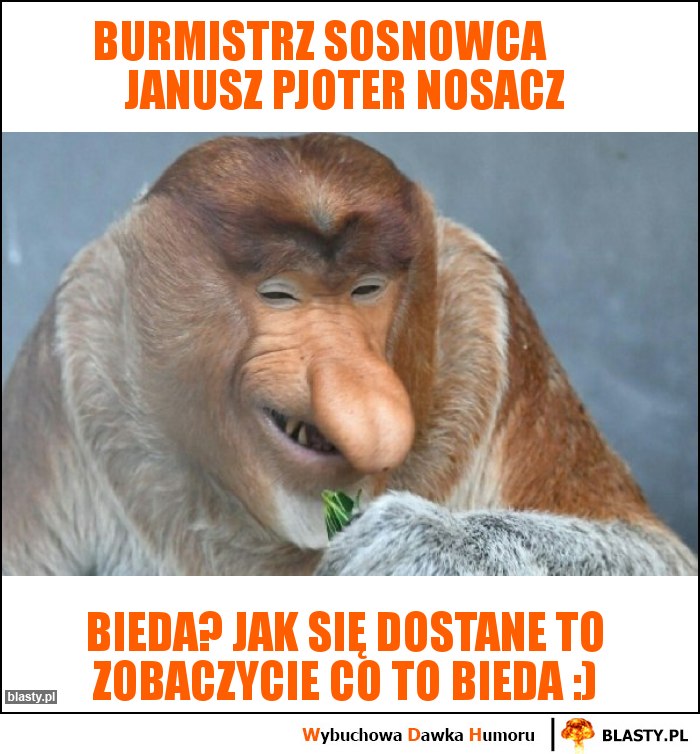 BURMISTRZ SOSNOWCA
JANUSZ PJOTER NOSACZ
BIEDA? JAK SIĘ DOSTANE TO
ZOBACZYCIE CO TO BIEDA :)
blasty.pl
Wybuchowa Dawka Humoru
BLASTY.PL